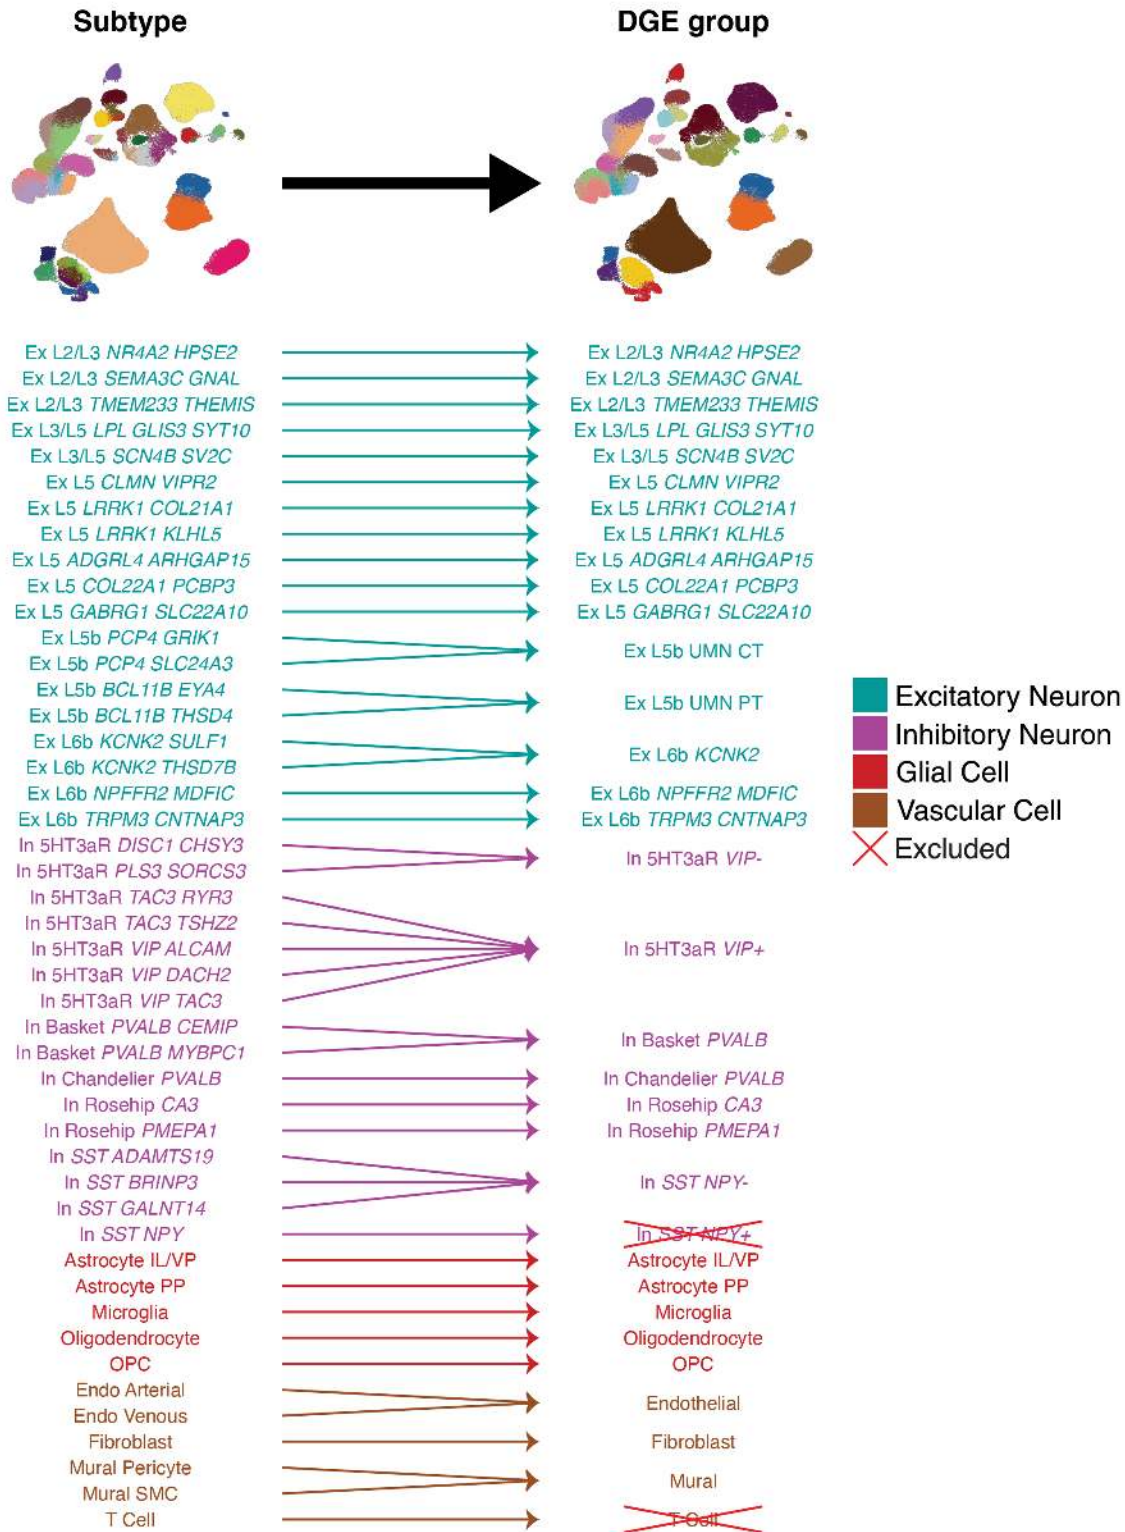 Subtype
DGE group
Ex L2/L3 NR4A2 HPSE2
Ex L2/L3 NR4A2 HPSE2
Ex L2/L3 SEMA3C GNAL
Ex L2/L3 SEMA3C GNAL
Ex L2/L3 TMEM233 THEMIS
Ex L2/L3 TMEM233 THEMIS
Ex L3/L5 LPL GLIS3 SYT10
Ex L3/L5 LPL GLIS3 SYT10
Ex L3/L5 SCN4B SV2C
Ex L3/L5 SCN4B SV2C
Ex L5 CLMN VIPR2
Ex L5 CLMN VIPR2
Ex L5 LRRK1 COL21A1
Ex L5 LRRK1 COL21A1
Ex L5 LRRK1 KLHL5
Ex L5 LRRK1 KLHL5
Ex L5 ADGRL4 ARHGAP15
Ex L5 ADGRL4 ARHGAP15
Ex L5 COL22A1 PCBP3
Ex L5 COL22A1 PCBP3
Ex L5 GABRG1 SLC22A10
Ex L5 GABRG1 SLC22A10
Ex L5b PCP4 GRIK1
Ex L5b PCP4 SLC24A3
Ex L5b UMN CT
Ex L5b BCL11B EYA4
Ex L5b BCL11B THSD4
Ex L5b UMN PT
Ex L6b KCNK2 SULF1
Ex L6b KCNK2 THSD7B
Ex L6b KCNK2
Ex L6b NPFFR2 MDFIC
Ex L6b NPFFR2 MDFIC
Ex L6b TRPM3 CNTNAP3
Ex L6b TRPM3 CNTNAP3
In 5HT3aR DISC1 CHSY3
In 5HT3aR PLS3 SORCS3
In 5HT3aR VIP-
In 5HT3aR TAC3 RYR3
In 5HT3aR TAC3 TSHZ2
In 5HT3aR VIP ALCAM
In 5HT3aR VIP DACH2
In 5HT3aR VIP TAC3
In 5HT3aR VIP+
In Basket PVALB CEMIP
In Basket PVALB MYBPC1
In Basket PVALB
In Chandelier PVALB
In Chandelier PVALB
In Rosehip CA3
In Rosehip CA3
In Rosehip PMEPA1
In Rosehip PMEPA1
In SST ADAMTS19
In SST BRINP3
In SST GALNT14
In SST NPY-
In SST NPY
In SST NPY+
Astrocyte IL/VP
Astrocyte IL/VP
Astrocyte PP
Astrocyte PP
Microglia
Microglia
Oligodendrocyte
Oligodendrocyte
OPC
OPC
Endo Arterial
Endo Venous
Endothelial
Fibroblast
Fibroblast
Mural Pericyte
Mural SMC
Mural
T Cell
T Cell
Excitatory Neuron
Inhibitory Neuron
Glial Cell
Vascular Cell
Excluded